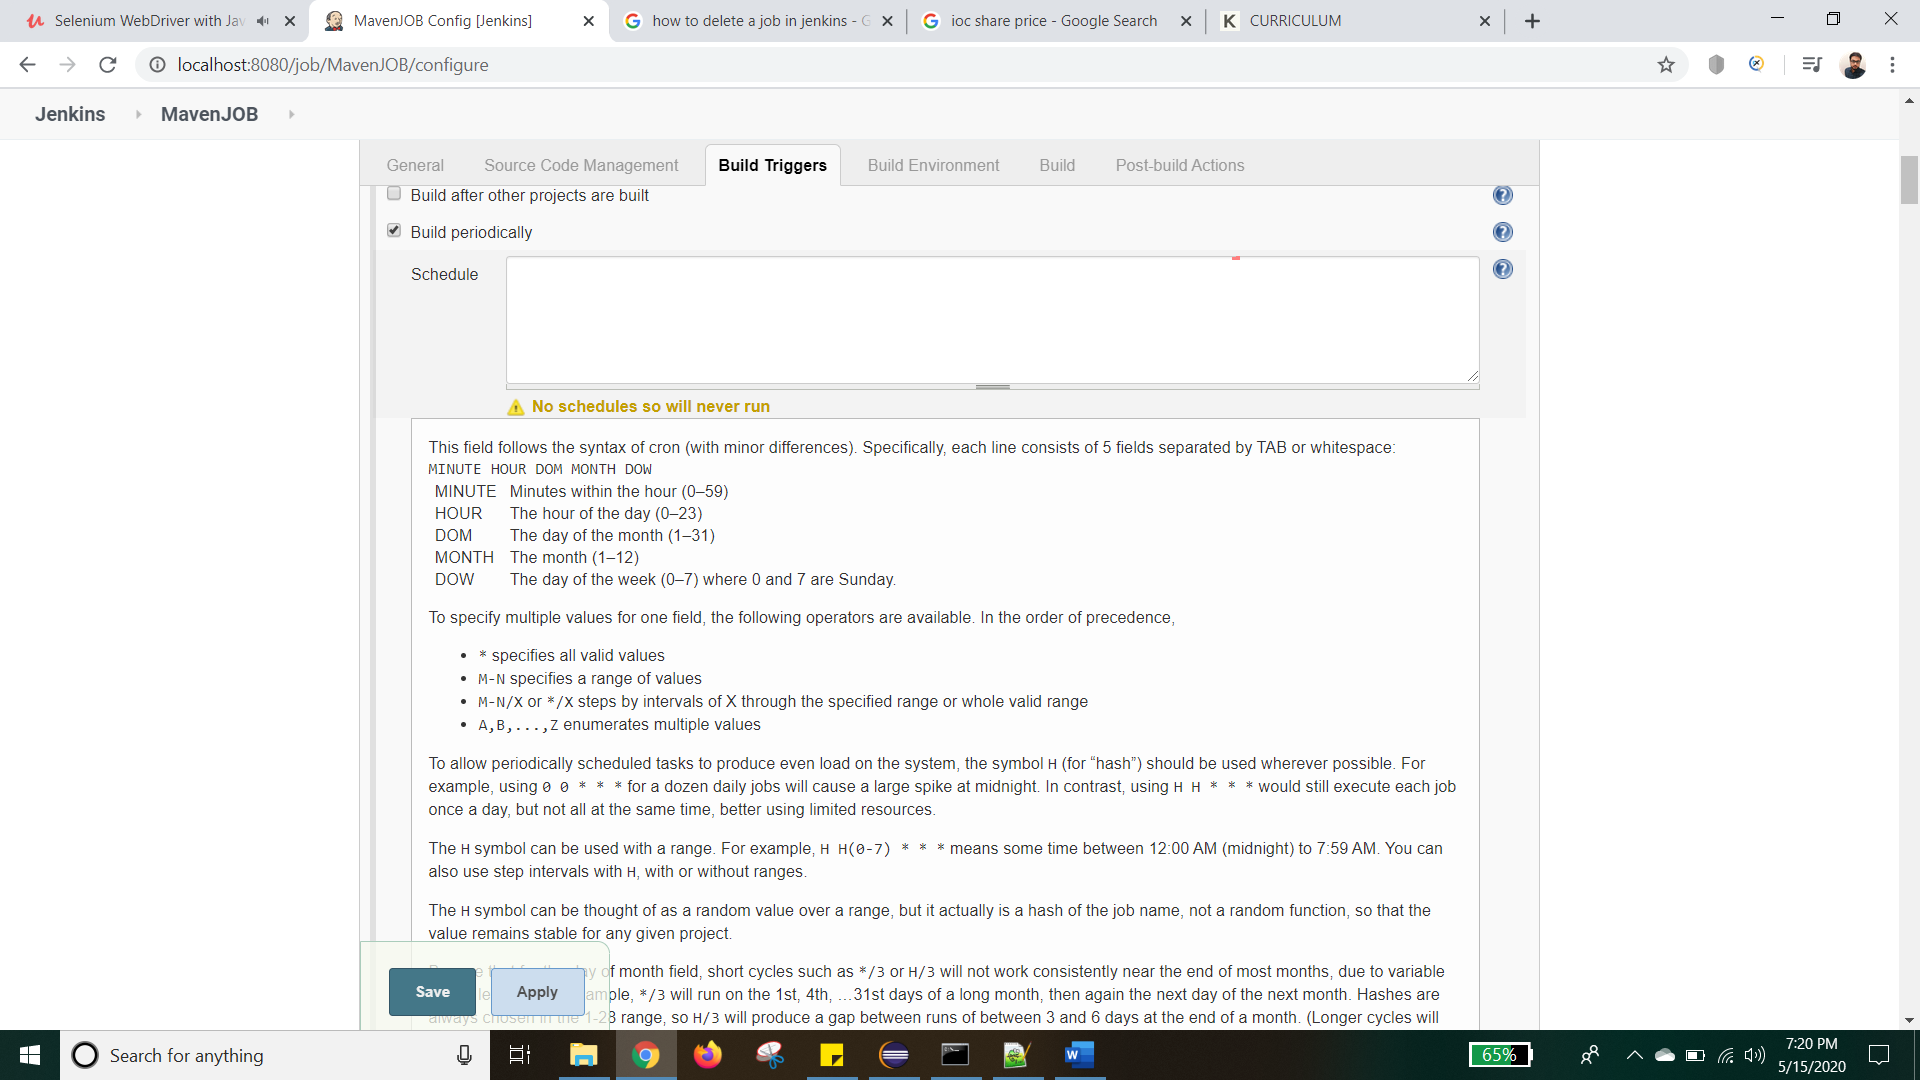 Selenium WebDriver with Jav
MavenJOB Config [Jenkins]
how to delete a job in jenkins - G
ioc share price - Google Search
K CURRICULUM
localhost:8080/job/MavenJOB/configure
Jenkins MavenJOB
General Source Code Management Build Triggers Build Environment Build Post-build Actions
Build after other projects are built
Build periodically
Schedule
No schedules so will never run
This field follows the syntax of cron (with minor differences). Specifically, each line consists of 5 fields separated by TAB or whitespace:
MINUTE HOUR DOM MONTH DOW
MINUTE Minutes within the hour (0–59)
HOUR The hour of the day (0–23)
DOM The day of the month (1–31)
MONTH The month (1–12)
DOW The day of the week (0–7) where 0 and 7 are Sunday.
To specify multiple values for one field, the following operators are available. In the order of precedence,
• * specifies all valid values
• M-N specifies a range of values
• M-N/X or */X steps by intervals of X through the specified range or whole valid range
• A,B,...,Z enumerates multiple values
To allow periodically scheduled tasks to produce even load on the system, the symbol H (for “hash”) should be used wherever possible. For
example, using 0 0 * * * for a dozen daily jobs will cause a large spike at midnight. In contrast, using H H * * * would still execute each job
once a day, but not all at the same time, better using limited resources.
The H symbol can be used with a range. For example, H H(0-7) * * * means some time between 12:00 AM (midnight) to 7:59 AM. You can
also use step intervals with H, with or without ranges.
The H symbol can be thought of as a random value over a range, but it actually is a hash of the job name, not a random function, so that the
value remains stable for any given project.
of month field, short cycles such as */3 or H/3 will not work consistently near the end of most months, due to variable
*/3 will run on the 1st, 4th, …31st days of a long month, then again the next day of the next month. Hashes are
always chosen in the 1-28 range, so H/3 will produce a gap between runs of between 3 and 6 days at the end of a month. (Longer cycles will
Save Apply
Search for anything
65%
7:20 PM
5/15/2020